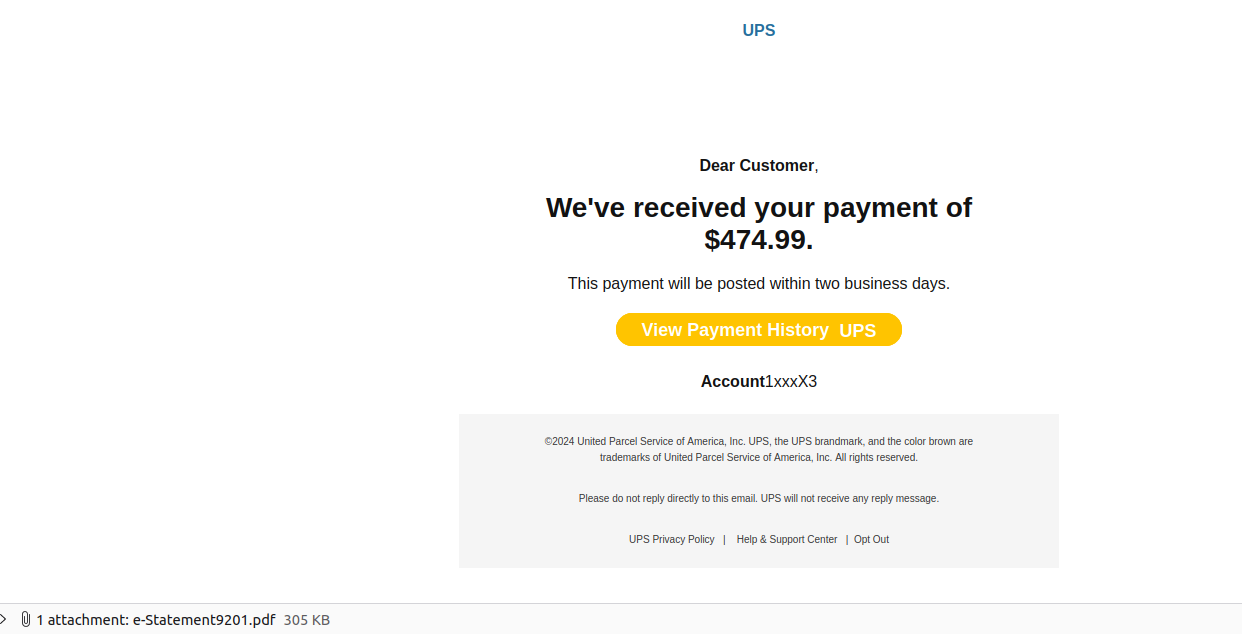 UPS
Dear Customer,
We've received your payment of
$474.99.
This payment will be posted within two business days.
View Payment History UPS
Account1xxxX3
©2024 United Parcel Service of America, Inc. UPS, the UPS brandmark, and the color brown are
trademarks of United Parcel Service of America, Inc. All rights reserved.
Please do not reply directly to this email. UPS will not receive any reply message.
UPS Privacy Policy | Help & Support Center | Opt Out
1 attachment: e-Statement9201.pdf 305 KB